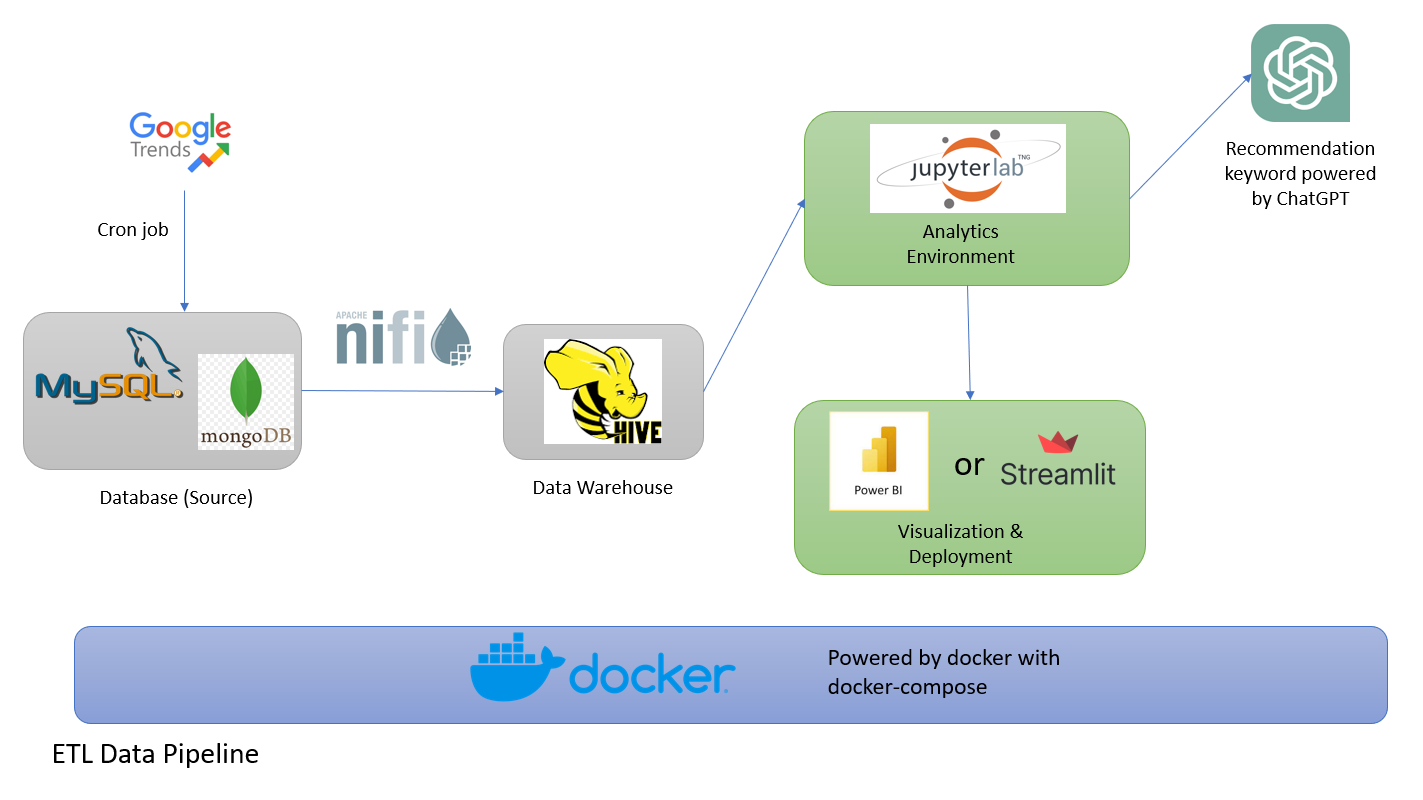 Google
Trends
Cron job
MySQL.
mongoDB
Database (Source)
APACHE
nifi
HIVE
Data Warehouse
jupyterlab TNG
Analytics
Environment
Recommendation
keyword powered
by ChatGPT
Power BI
or
Streamlit
Visualization &
Deployment
docker
Powered by docker with
docker-compose
ETL Data Pipeline